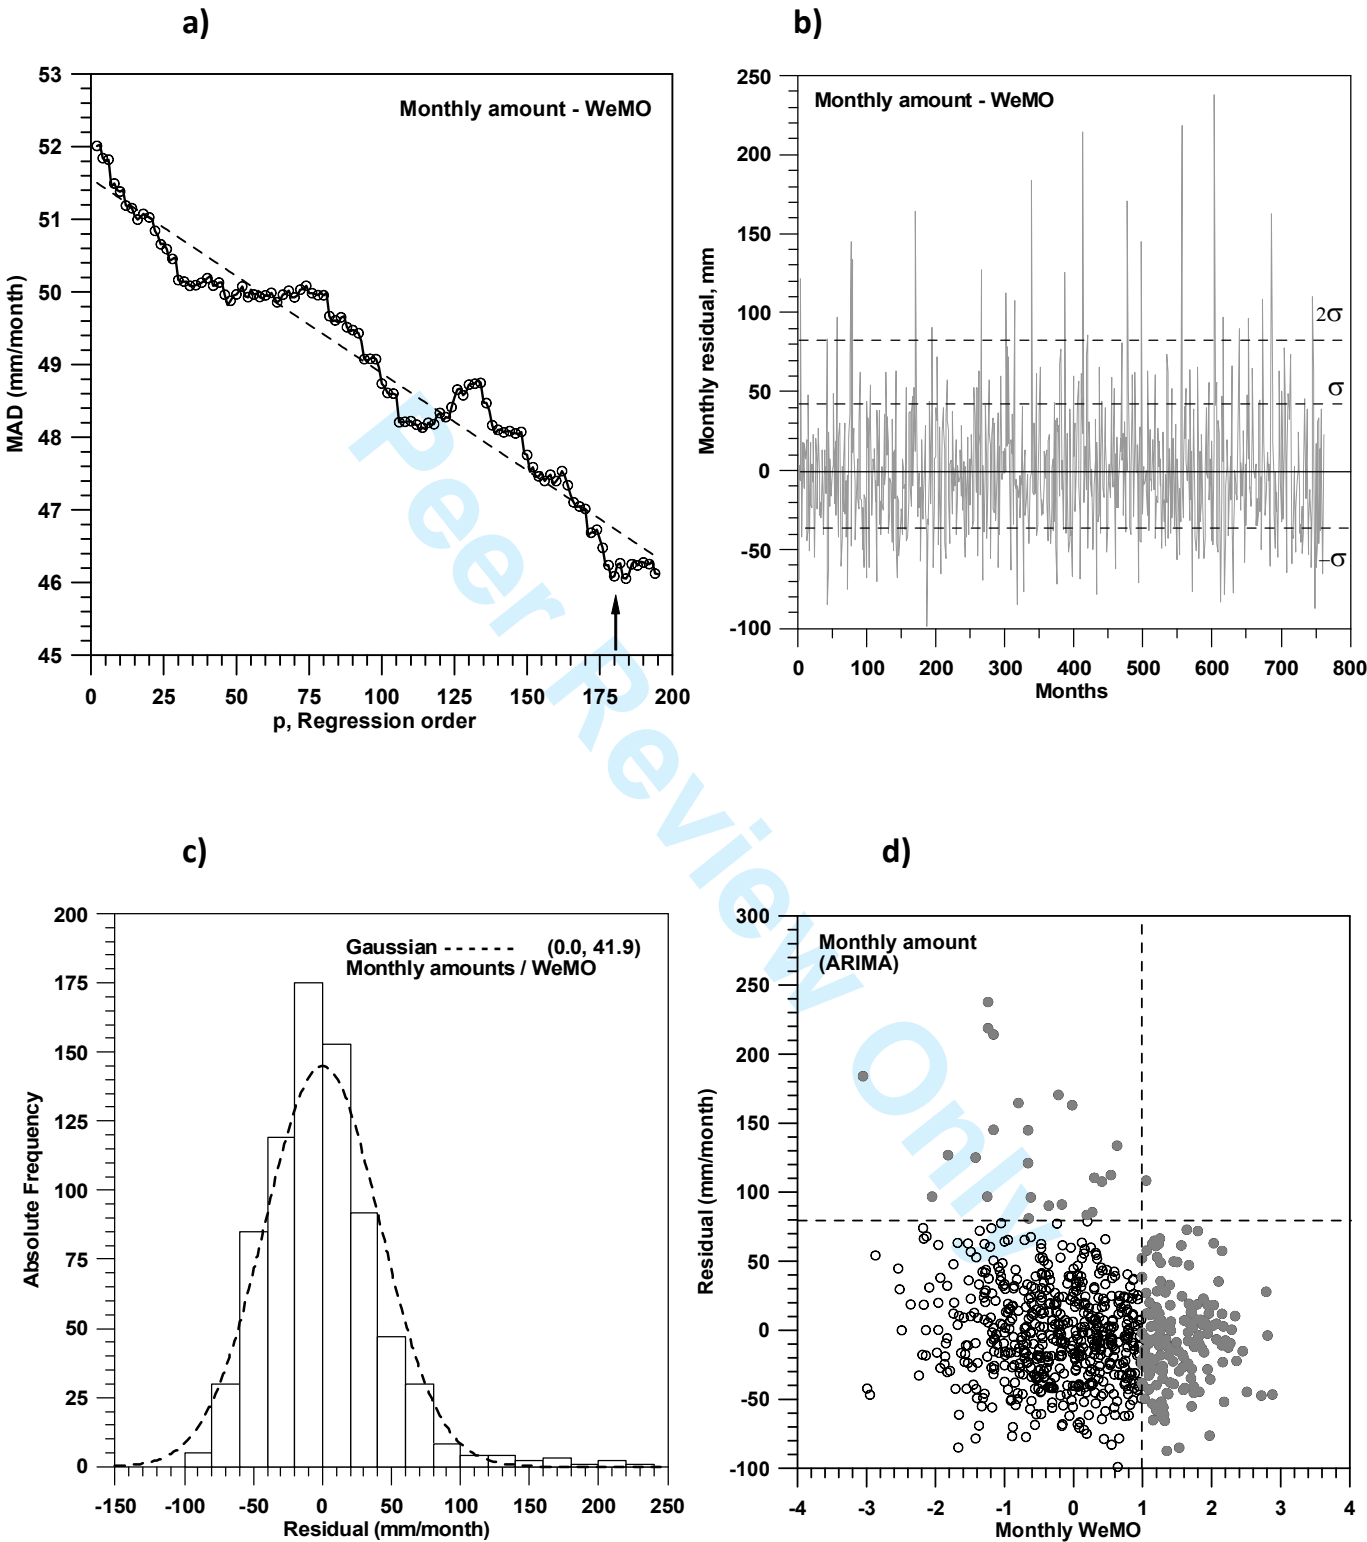 a)
53
52
51
50
49
48
47
46
45
MAD (mm/month)
Monthly amount - WeMO
0 25 50 75 100 125 150 175 200
p, Regression order
b)
250
200
150
100
50
0
-50
-100
Monthly residual, mm
Monthly amount - WeMO
2σ
σ
-σ
0 100 200 300 400 500 600 700 800
Months
c)
200
175
150
125
100
75
50
25
0
Absolute Frequency
Gaussian ------ (0.0, 41.9)
Monthly amounts / WeMO
-150 -100 -50 0 50 100 150 200 250
Residual (mm/month)
d)
300
250
200
150
100
50
0
-50
-100
Residual (mm/month)
Monthly amount
(ARIMA)
-4 -3 -2 -1 0 1 2 3 4
Monthly WeMO
Peer Review Only